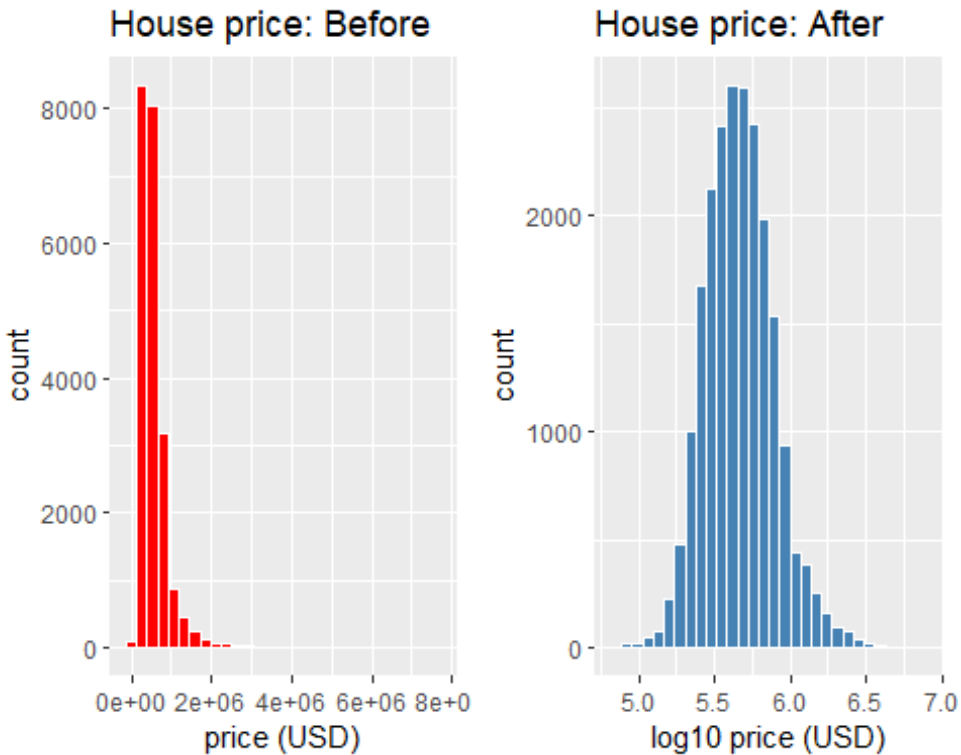 House price: Before
8000
6000
4000
2000
0
count
0e+00 2e+06 4e+06 6e+06 8e+0
price (USD)
House price: After
2000
1000
0
count
5.0 5.5 6.0 6.5 7.0
log10 price (USD)